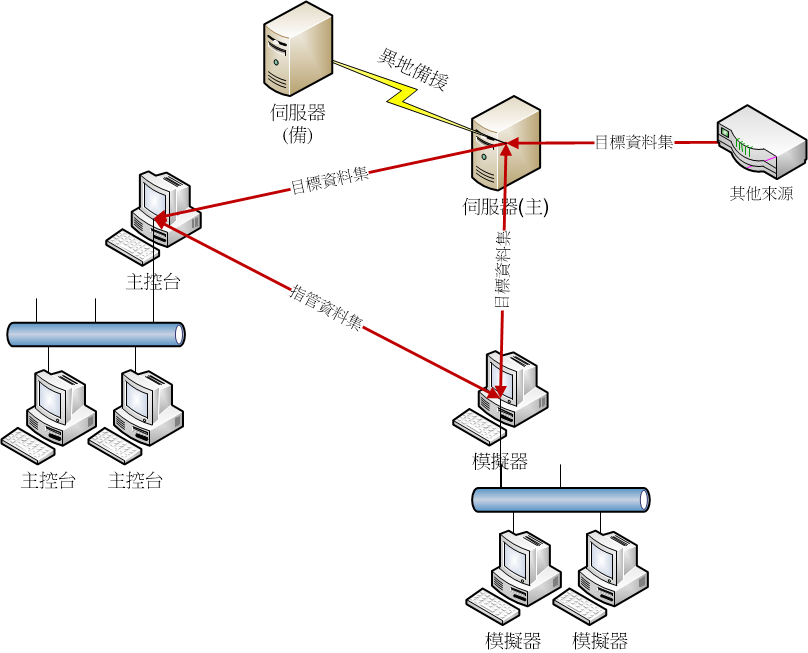 異地備援
伺服器
(備)
目標資料集
其他來源
目標資料集
伺服器(主)
目標資料集
主控台
指管資料集
主控台
主控台
模擬器
模擬器
模擬器